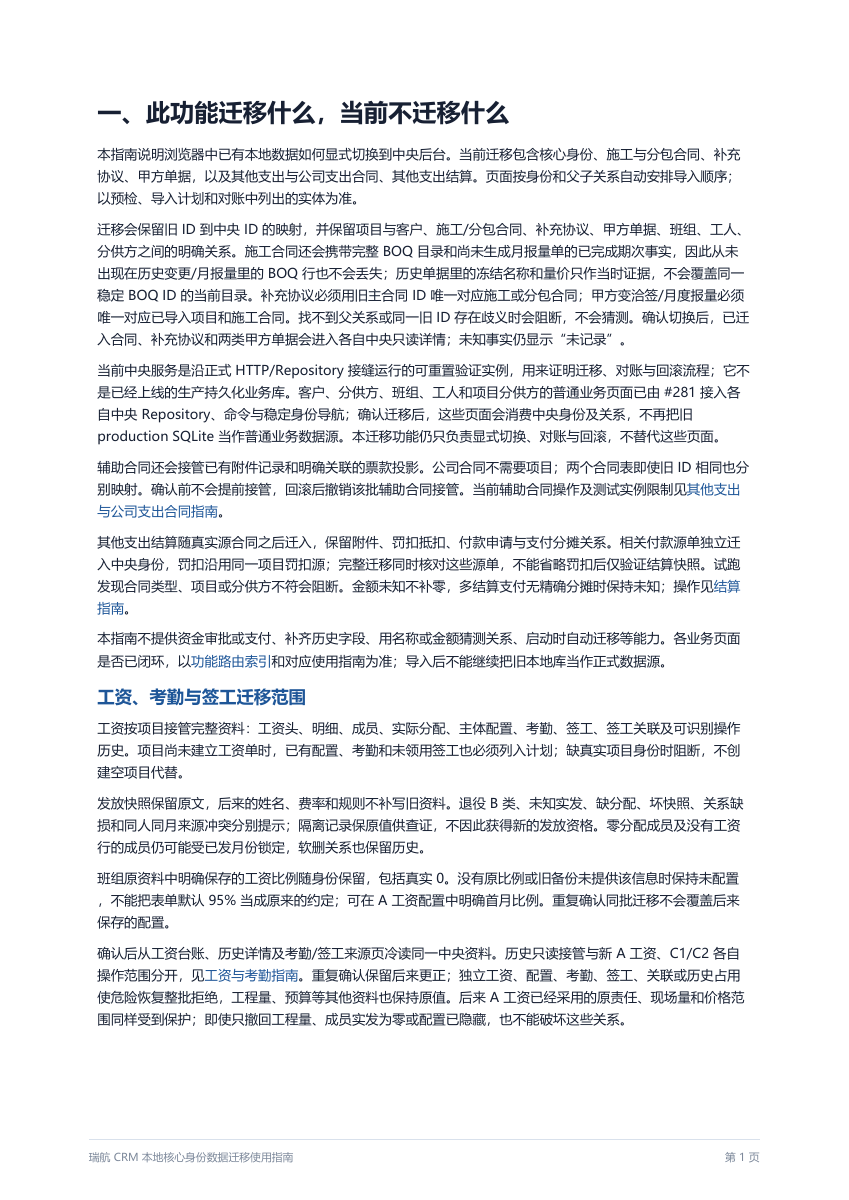 一、此功能迁移什么，当前不迁移什么
本指南说明浏览器中已有本地数据如何显式切换到中央后台。当前迁移包含核心身份、施工与分包合同、补充
协议、甲方单据，以及其他支出与公司支出合同、其他支出结算。页面按身份和父子关系自动安排导入顺序；
以预检、导入计划和对账中列出的实体为准。
迁移会保留旧 ID 到中央 ID 的映射，并保留项目与客户、施工/分包合同、补充协议、甲方单据、班组、工人、
分供方之间的明确关系。施工合同还会携带完整 BOQ 目录和尚未生成月报量单的已完成期次事实，因此从未
出现在历史变更/月报量里的 BOQ 行也不会丢失；历史单据里的冻结名称和量价只作当时证据，不会覆盖同一
稳定 BOQ ID 的当前目录。补充协议必须用旧主合同 ID 唯一对应施工或分包合同；甲方变洽签/月度报量必须
唯一对应已导入项目和施工合同。找不到父关系或同一旧 ID 存在歧义时会阻断，不会猜测。确认切换后，已迁
入合同、补充协议和两类甲方单据会进入各自中央只读详情；未知事实仍显示“未记录”。
当前中央服务是沿正式 HTTP/Repository 接缝运行的可重置验证实例，用来证明迁移、对账与回滚流程；它不
是已经上线的生产持久化业务库。客户、分供方、班组、工人和项目分供方的普通业务页面已由 #281 接入各
自中央 Repository、命令与稳定身份导航；确认迁移后，这些页面会消费中央身份及关系，不再把旧
production SQLite 当作普通业务数据源。本迁移功能仍只负责显式切换、对账与回滚，不替代这些页面。
辅助合同还会接管已有附件记录和明确关联的票款投影。公司合同不需要项目；两个合同表即使旧 ID 相同也分
别映射。确认前不会提前接管，回滚后撤销该批辅助合同接管。当前辅助合同操作及测试实例限制见其他支出
与公司支出合同指南。
其他支出结算随真实源合同之后迁入，保留附件、罚扣抵扣、付款申请与支付分摊关系。相关付款源单独立迁
入中央身份，罚扣沿用同一项目罚扣源；完整迁移同时核对这些源单，不能省略罚扣后仅验证结算快照。试跑
发现合同类型、项目或分供方不符会阻断。金额未知不补零，多结算支付无精确分摊时保持未知；操作见结算
指南。
本指南不提供资金审批或支付、补齐历史字段、用名称或金额猜测关系、启动时自动迁移等能力。各业务页面
是否已闭环，以功能路由索引和对应使用指南为准；导入后不能继续把旧本地库当作正式数据源。
工资、考勤与签工迁移范围
工资按项目接管完整资料：工资头、明细、成员、实际分配、主体配置、考勤、签工、签工关联及可识别操作
历史。项目尚未建立工资单时，已有配置、考勤和未领用签工也必须列入计划；缺真实项目身份时阻断，不创
建空项目代替。
发放快照保留原文，后来的姓名、费率和规则不补写旧资料。退役 B 类、未知实发、缺分配、坏快照、关系缺
损和同人同月来源冲突分别提示；隔离记录保原值供查证，不因此获得新的发放资格。零分配成员及没有工资
行的成员仍可能受已发月份锁定，软删关系也保留历史。
班组原资料中明确保存的工资比例随身份保留，包括真实 0。没有原比例或旧备份未提供该信息时保持未配置
，不能把表单默认 95% 当成原来的约定；可在 A 工资配置中明确首月比例。重复确认同批迁移不会覆盖后来
保存的配置。
确认后从工资台账、历史详情及考勤/签工来源页冷读同一中央资料。历史只读接管与新 A 工资、C1/C2 各自
操作范围分开，见工资与考勤指南。重复确认保留后来更正；独立工资、配置、考勤、签工、关联或历史占用
使危险恢复整批拒绝，工程量、预算等其他资料也保持原值。后来 A 工资已经采用的原责任、现场量和价格范
围同样受到保护；即使只撤回工程量、成员实发为零或配置已隐藏，也不能破坏这些关系。
瑞航 CRM 本地核心身份数据迁移使用指南
第 1 页